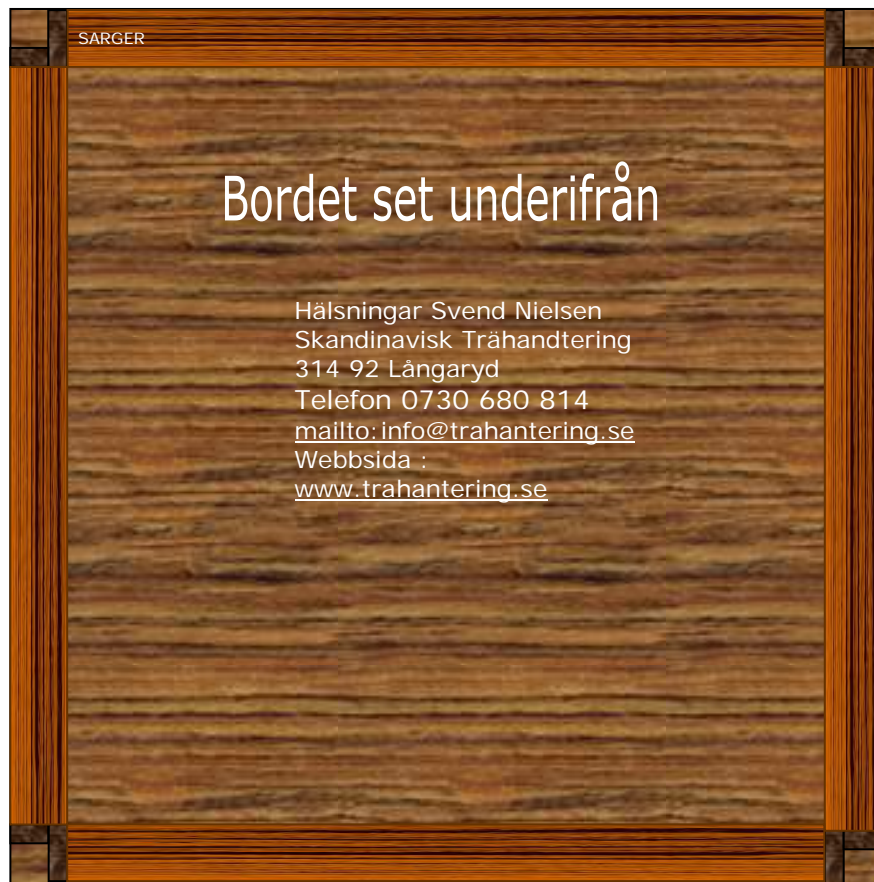 SARGER
Bordet set underifrån
Hälsningar Svend Nielsen
Skandinavisk Trähandtering
314 92 Långaryd
Telefon 0730 680 814
mailto:info@trahantering.se
Webbsida :
www.trahantering.se